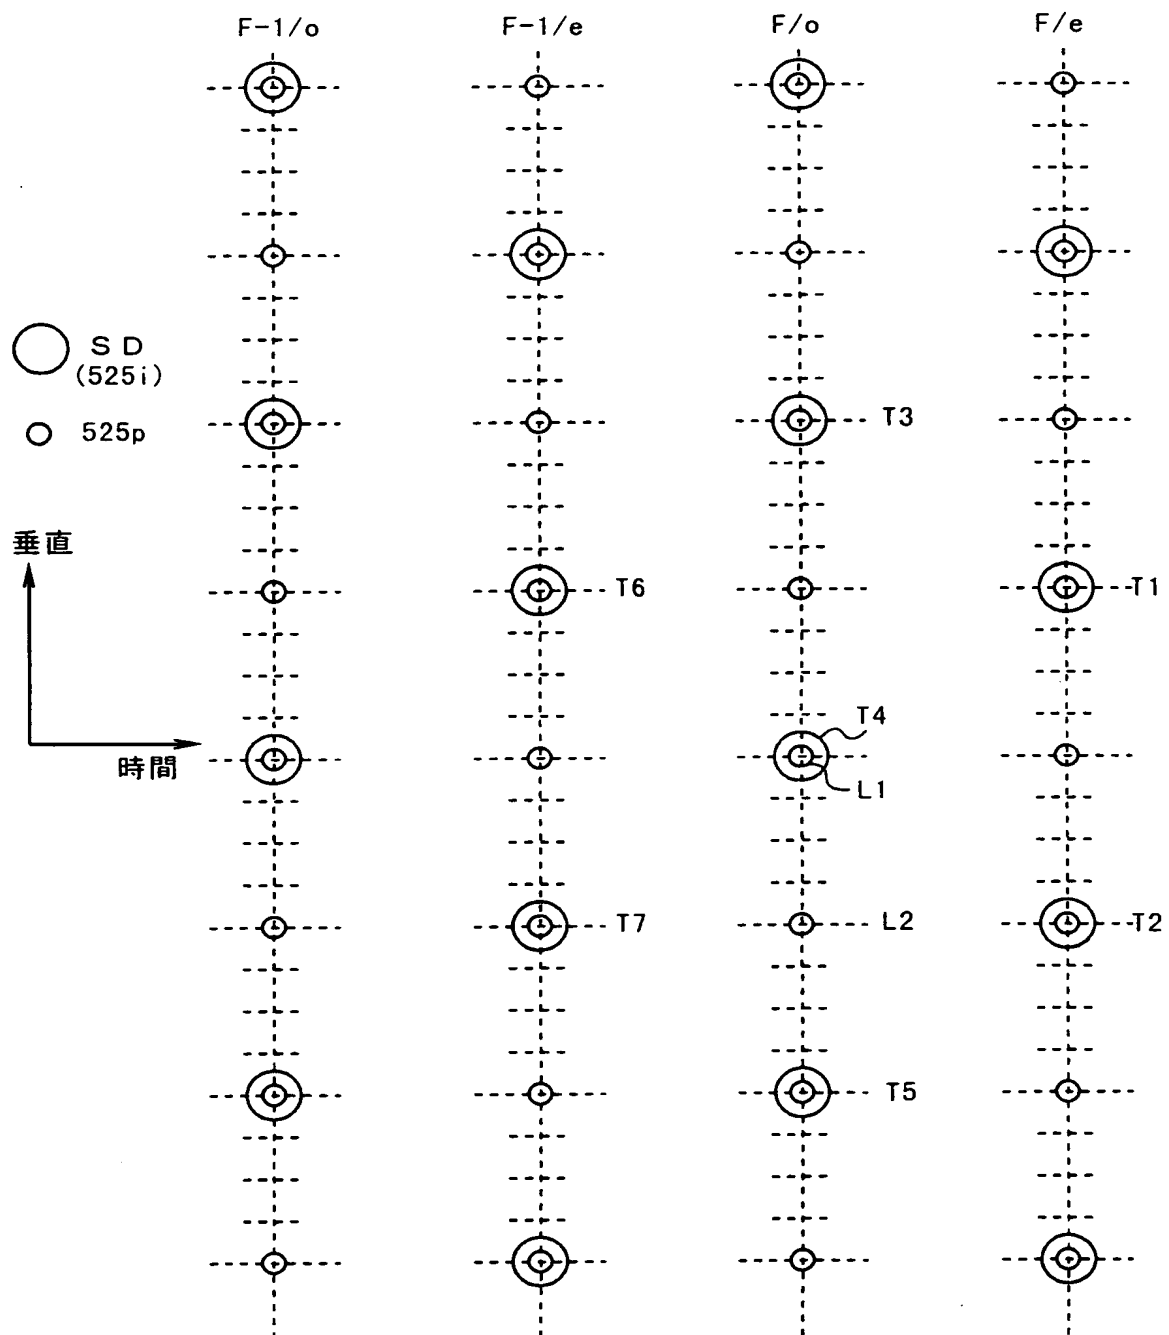 F-1/o F-1/e F/o F/e
SD
(525i)
525p
T3
垂直
T6 T1
T4
時間
L1
T7 L2 T2
T5